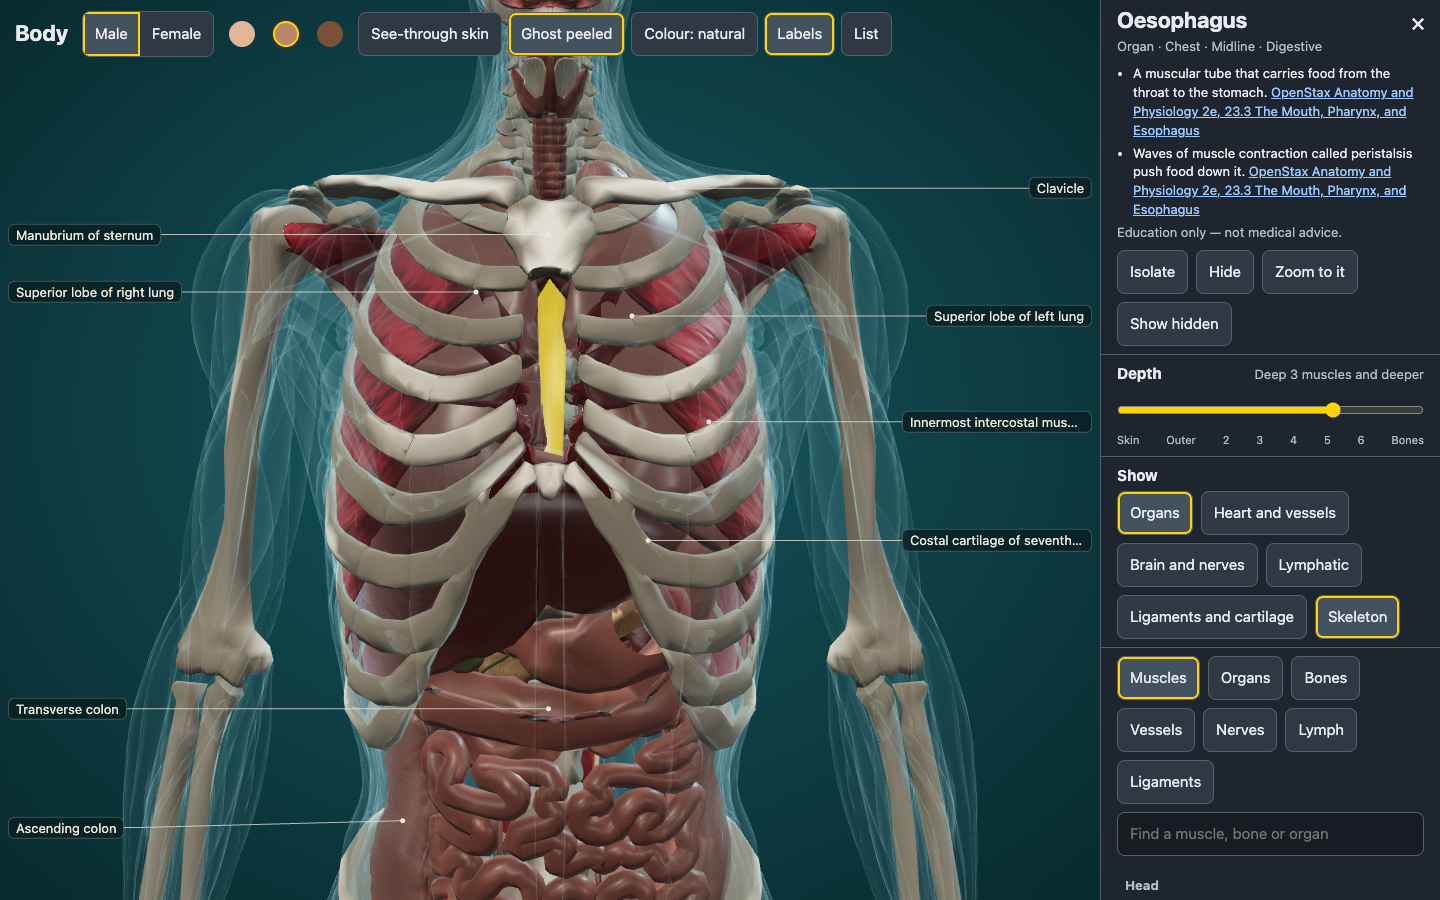 Body
Male
Female
See-through skin
Ghost peeled
Colour: natural
Labels
List
Clavicle
Manubrium of sternum
Superior lobe of right lung
Superior lobe of left lung
Innermost intercostal mus...
Costal cartilage of seventh...
Transverse colon
Ascending colon
Oesophagus
Organ · Chest · Midline · Digestive
• A muscular tube that carries food from the
throat to the stomach. OpenStax Anatomy and
Physiology 2e, 23.3 The Mouth, Pharynx, and
Esophagus
• Waves of muscle contraction called peristalsis
push food down it. OpenStax Anatomy and
Physiology 2e, 23.3 The Mouth, Pharynx, and
Esophagus
Education only — not medical advice.
Isolate
Hide
Zoom to it
Show hidden
Depth
Deep 3 muscles and deeper
Skin Outer 2 3 4 5 6 Bones
Show
Organs
Heart and vessels
Brain and nerves
Lymphatic
Ligaments and cartilage
Skeleton
Muscles
Organs
Bones
Vessels
Nerves
Lymph
Ligaments
Find a muscle, bone or organ
Head